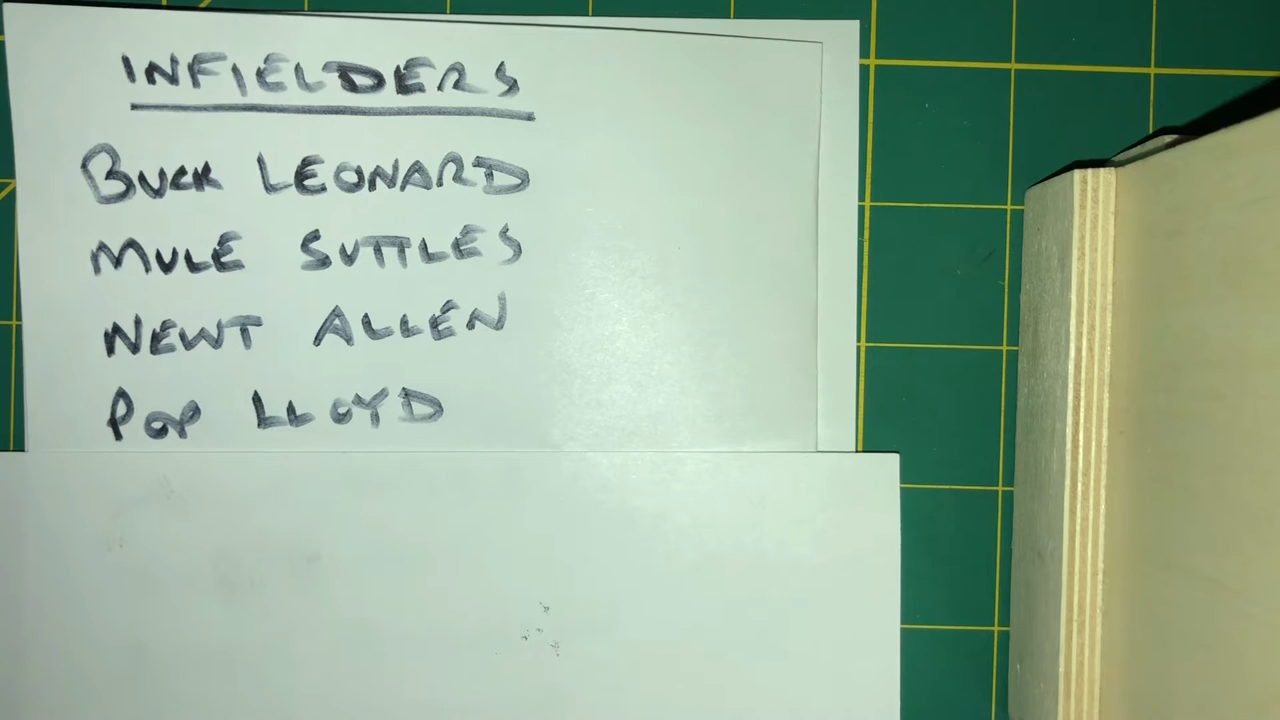 INFIELDERS
BUCK LEONARD
MULE SUTTLES
NEWT ALLEN
POP LLOYD